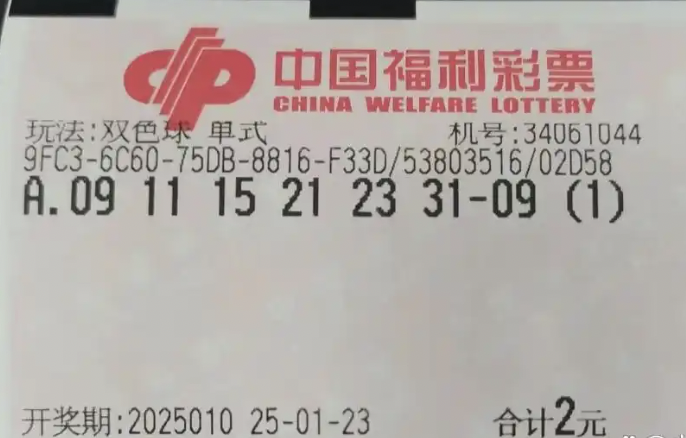 中国福利彩票
CHINA WELFARE LOTTERY
玩法:双色球 单式 机号:34061044
9FC3-6C60-75DB-8816-F33D/53803516/02D58
A.09 11 15 21 23 31-09 (1)
开奖期:2025010 25-01-23 合计2元